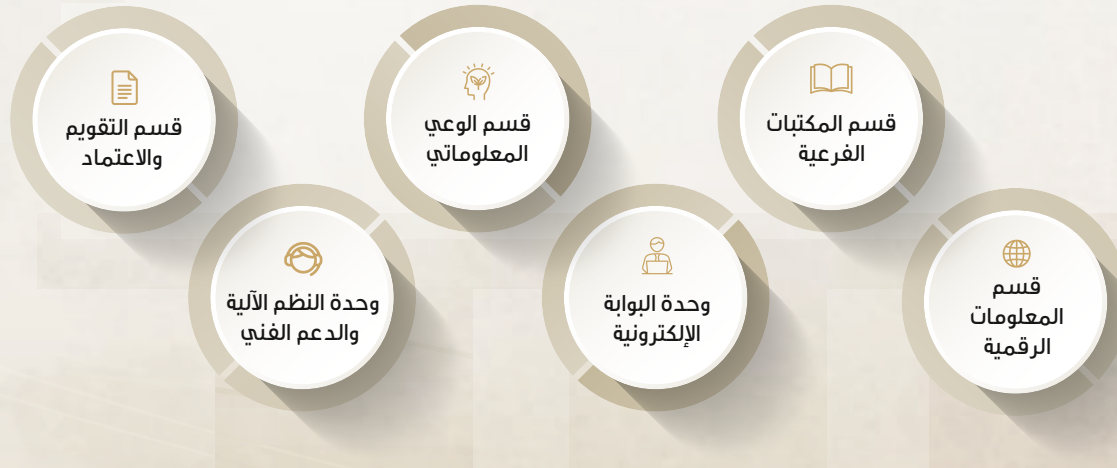 قسم المكتبات
الفرعية
قسم الوعي
المعلوماتي
قسم التقويم
والاعتماد
قسم
المعلومات
الرقمية
وحدة البوابة
الإلكترونية
وحدة النظم الآلية
والدعم الفني